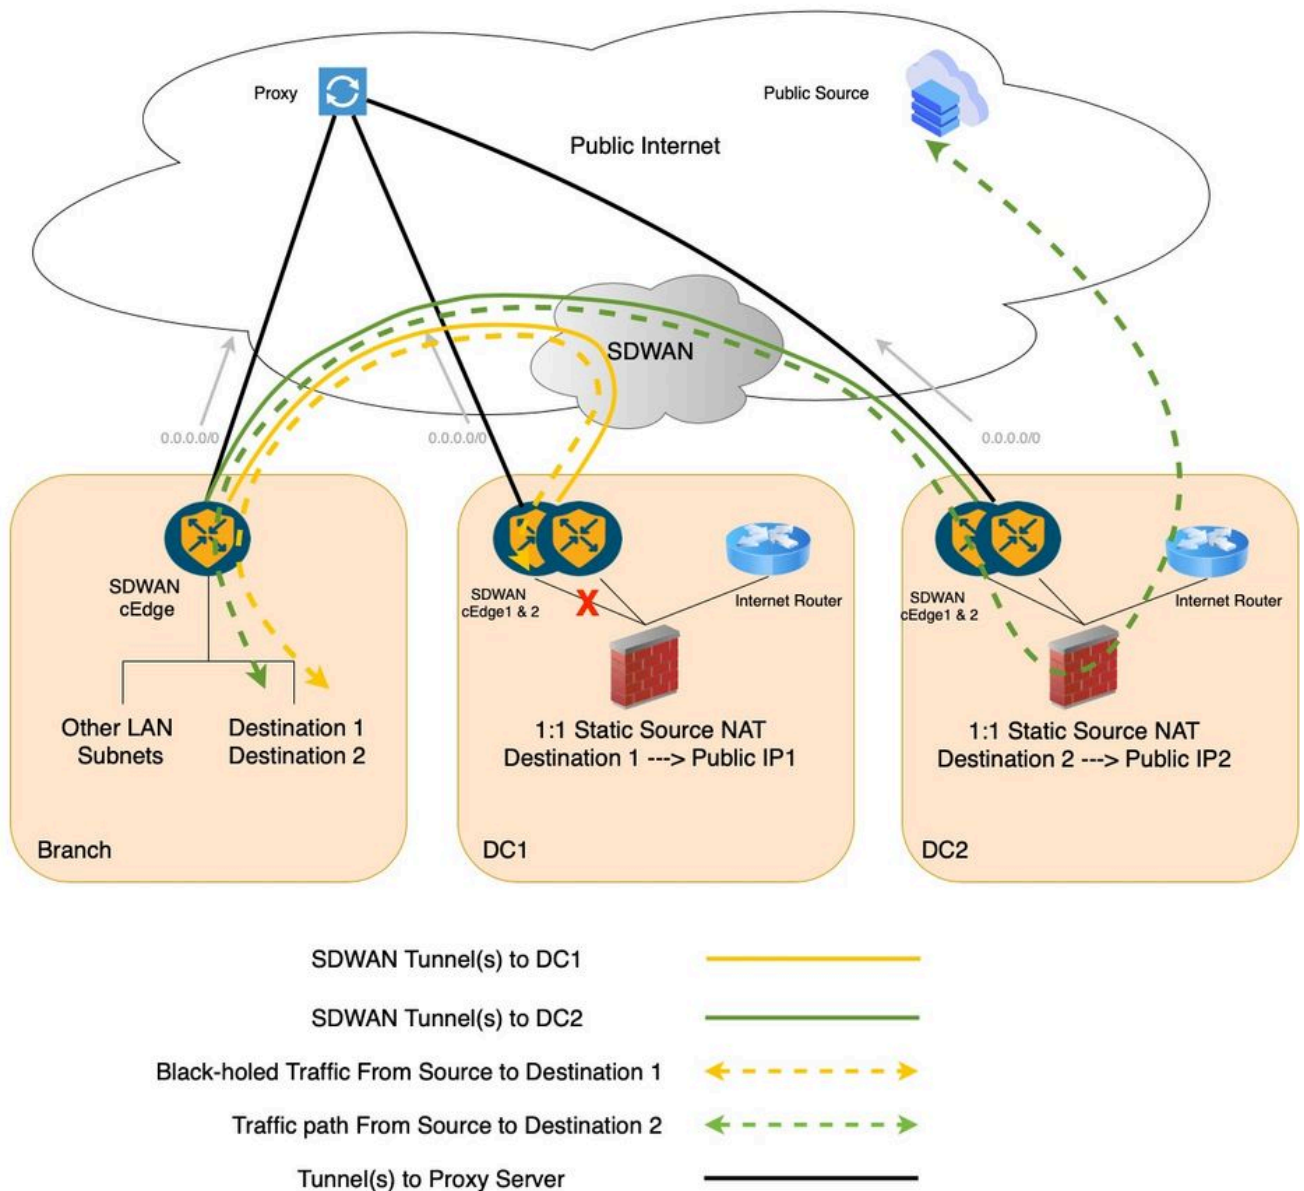 Proxy
Public Source
Public Internet
SDWAN
0.0.0.0/0
0.0.0.0/0
0.0.0.0/0
SDWAN
cEdge
Other LAN
Subnets
Destination 1
Destination 2
Branch
SDWAN
cEdge1 & 2
X
Internet Router
1:1 Static Source NAT
Destination 1 ---> Public IP1
DC1
SDWAN
cEdge1 & 2
Internet Router
1:1 Static Source NAT
Destination 2 ---> Public IP2
DC2
SDWAN Tunnel(s) to DC1
SDWAN Tunnel(s) to DC2
Black-holed Traffic From Source to Destination 1
Traffic path From Source to Destination 2
Tunnel(s) to Proxy Server